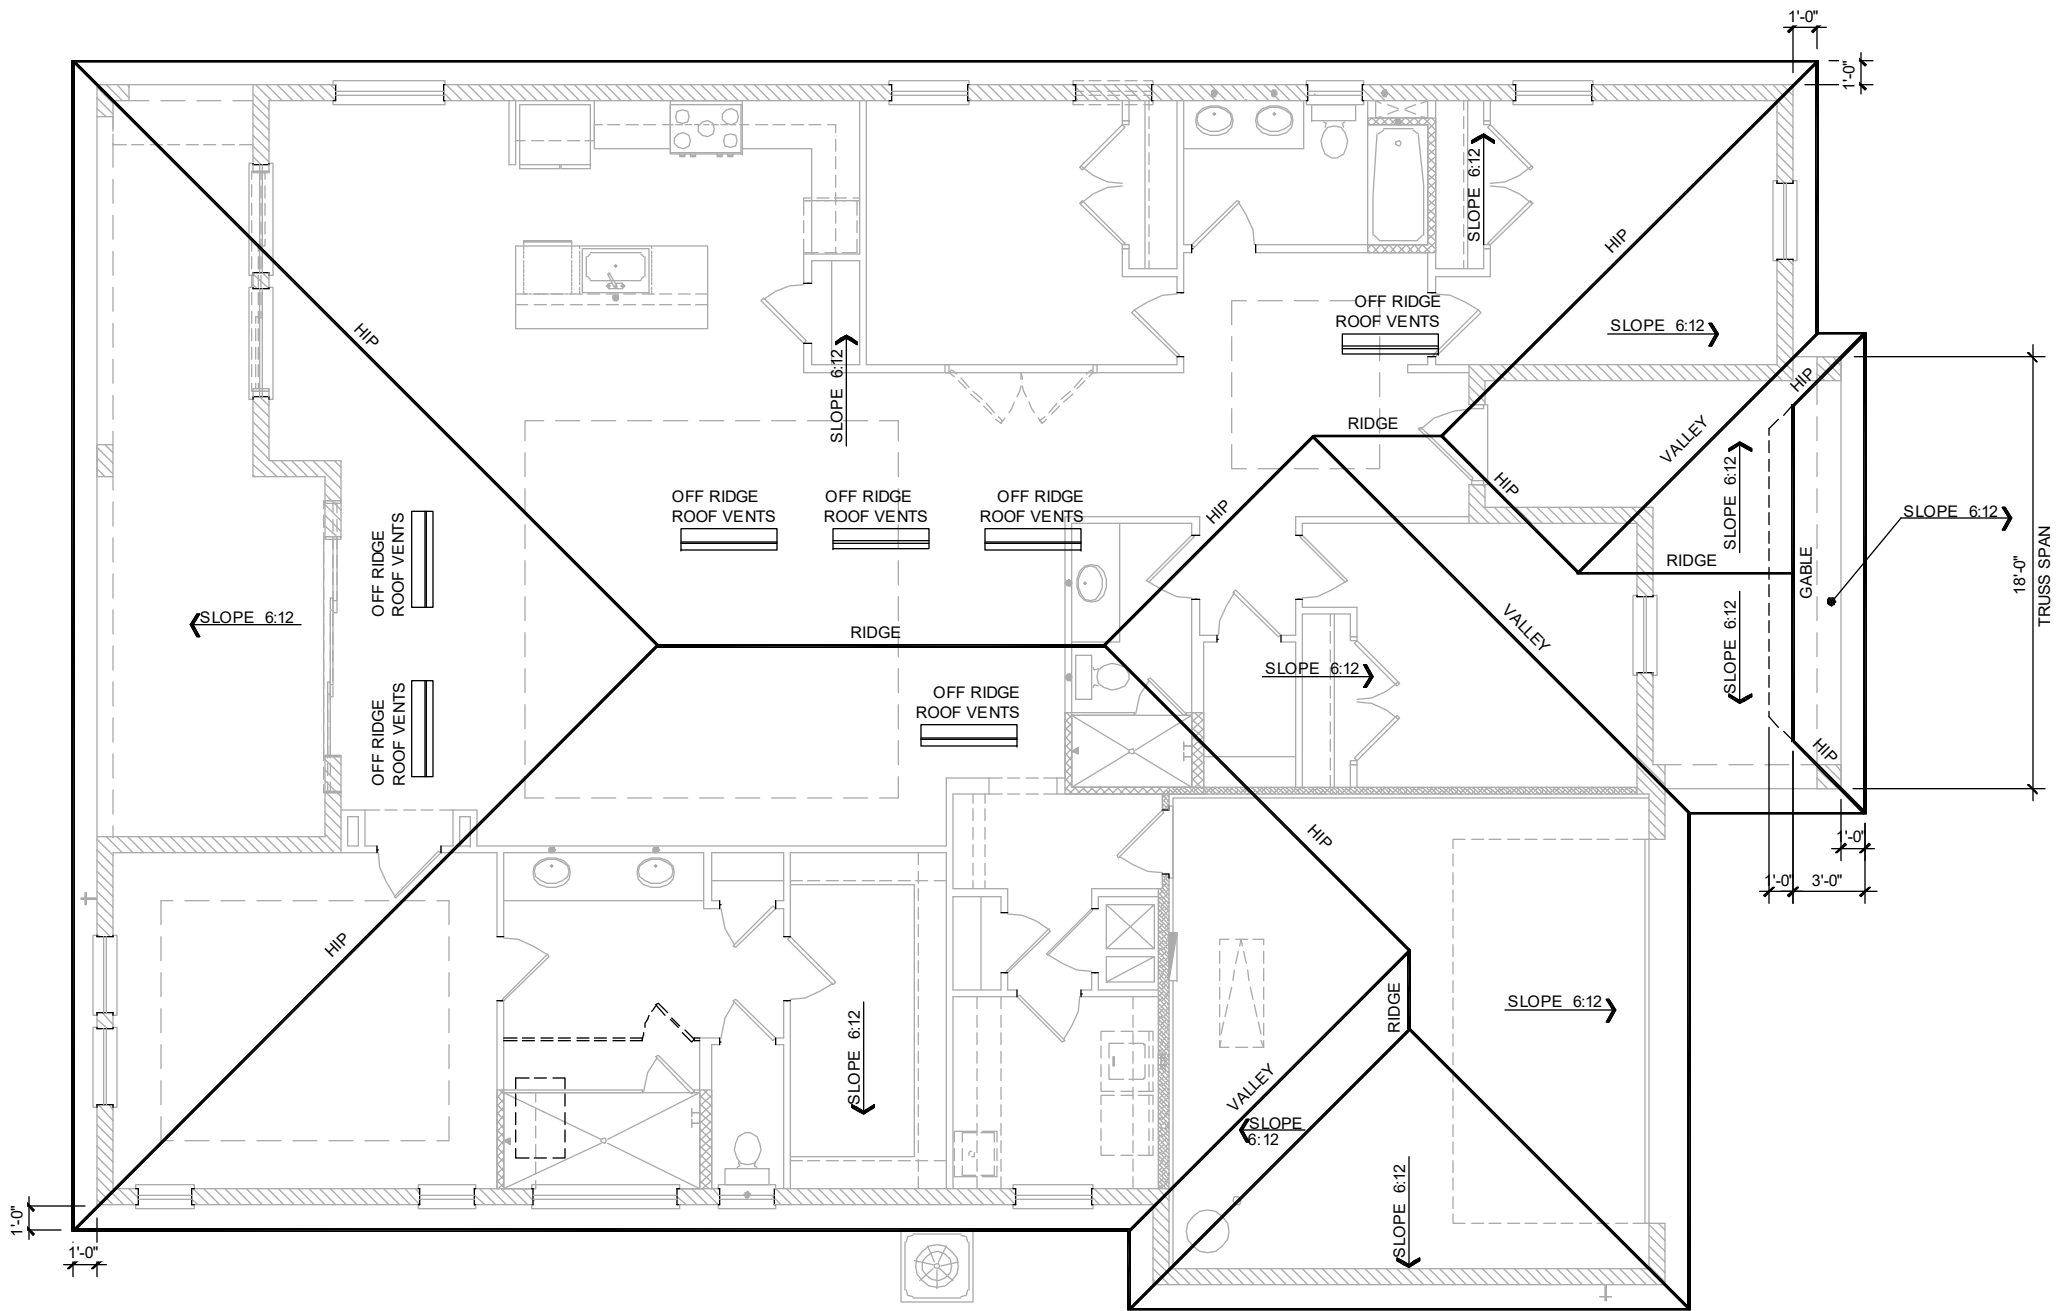 1'-0"
1'-0"
SLOPE 6:12
HIP
OFF RIDGE
ROOF VENTS
HIP
SLOPE 6:12
SLOPE 6:12
HIP
RIDGE
VALLEY
HIP
SLOPE 6:12
SLOPE 6:12
OFF RIDGE
ROOF VENTS
OFF RIDGE
ROOF VENTS
OFF RIDGE
ROOF VENTS
HIP
OFF RIDGE
ROOF VENTS
RIDGE
GABLE
18'-0"
TRUSS SPAN
SLOPE 6:12
RIDGE
VALLEY
SLOPE 6:12
SLOPE 6:12
OFF RIDGE
ROOF VENTS
OFF RIDGE
ROOF VENTS
HIP
HIP
1'-0"
1'-0"
3'-0"
HIP
RIDGE
SLOPE 6:12
SLOPE 6:12
VALLEY
SLOPE
6:12
SLOPE 6:12
1'-0"
1'-0"